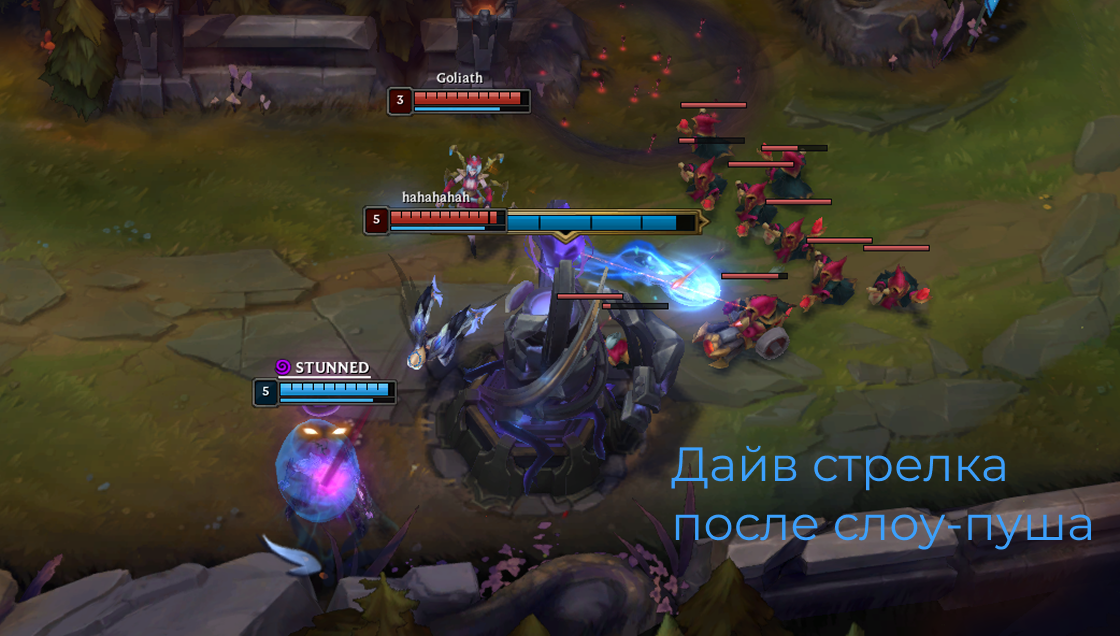 Goliath
3
hahahahah
5
STUNNED
5
Дайв стрелка
после слоу-пуша